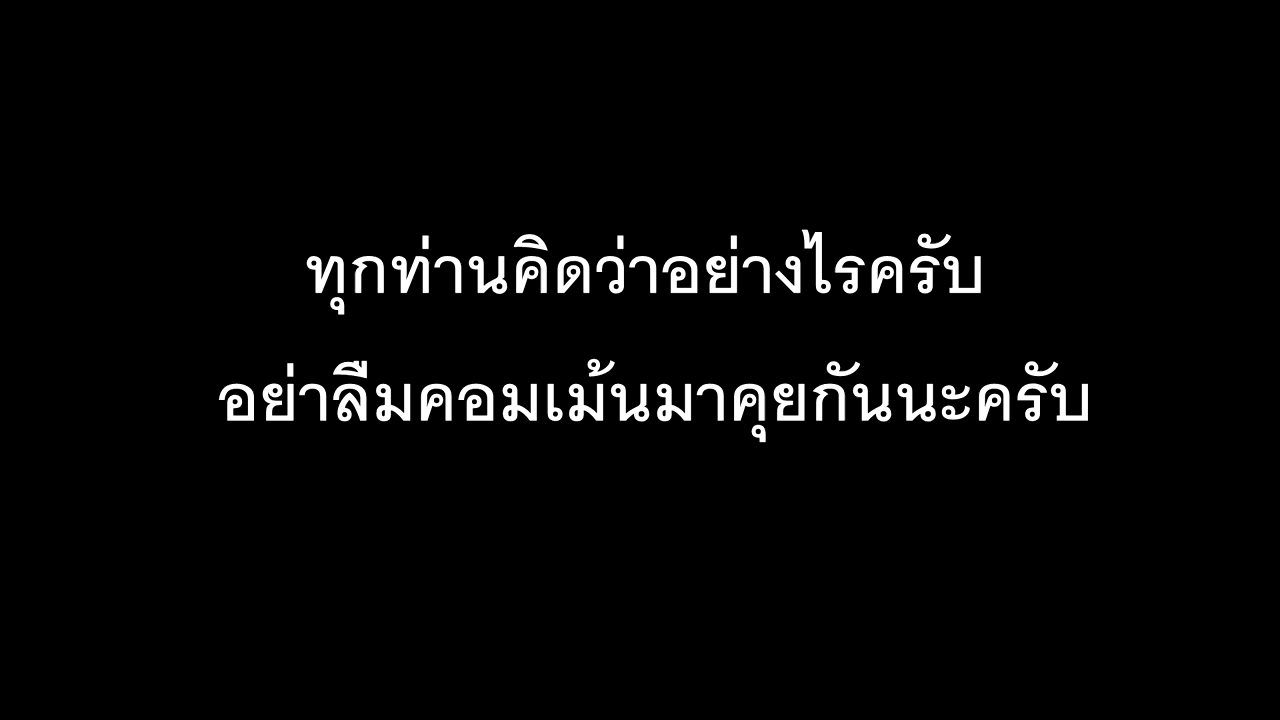 ทุกท่านคิดว่าอย่างไรครับ
อย่าลืมคอมเม้นมาคุยกันนะครับ